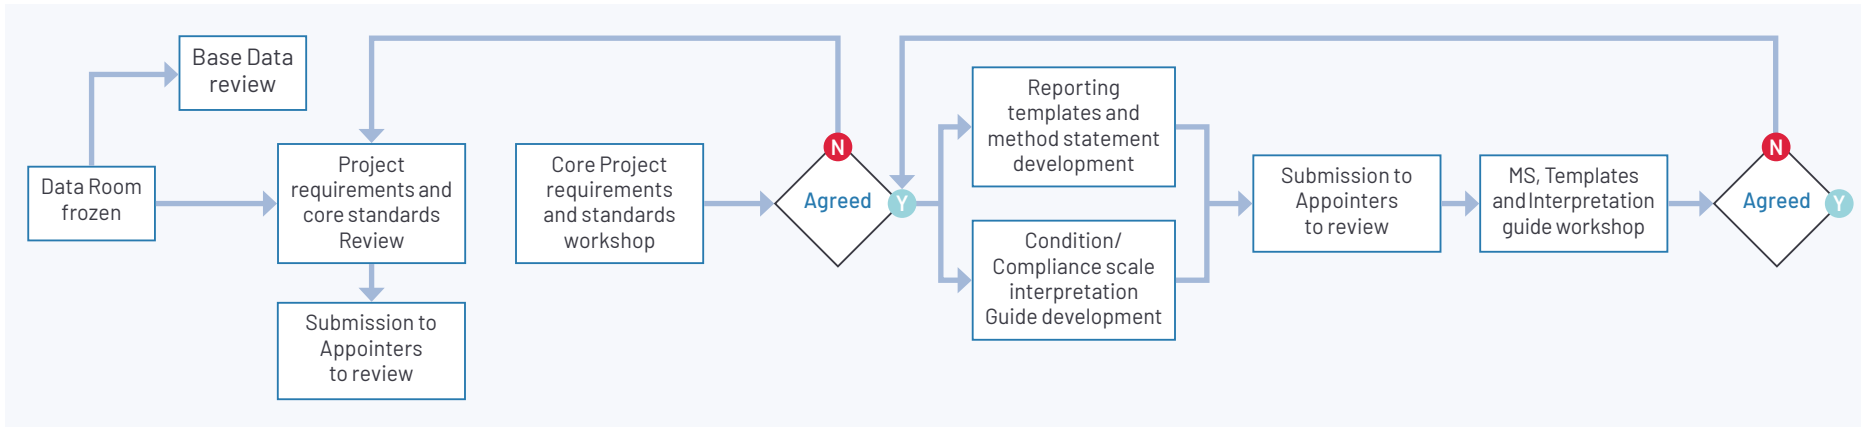 Base Data
review
Data Room
frozen
Project
requirements and
core standards
Review
Submission to
Appointers
to review
Core Project
requirements
and standards
workshop
N
Agreed
Y
Reporting
templates and
method statement
development
Condition/
Compliance scale
interpretation
Guide development
Submission to
Appointers
to review
MS, Templates
and Interpretation
guide workshop
N
Agreed
Y